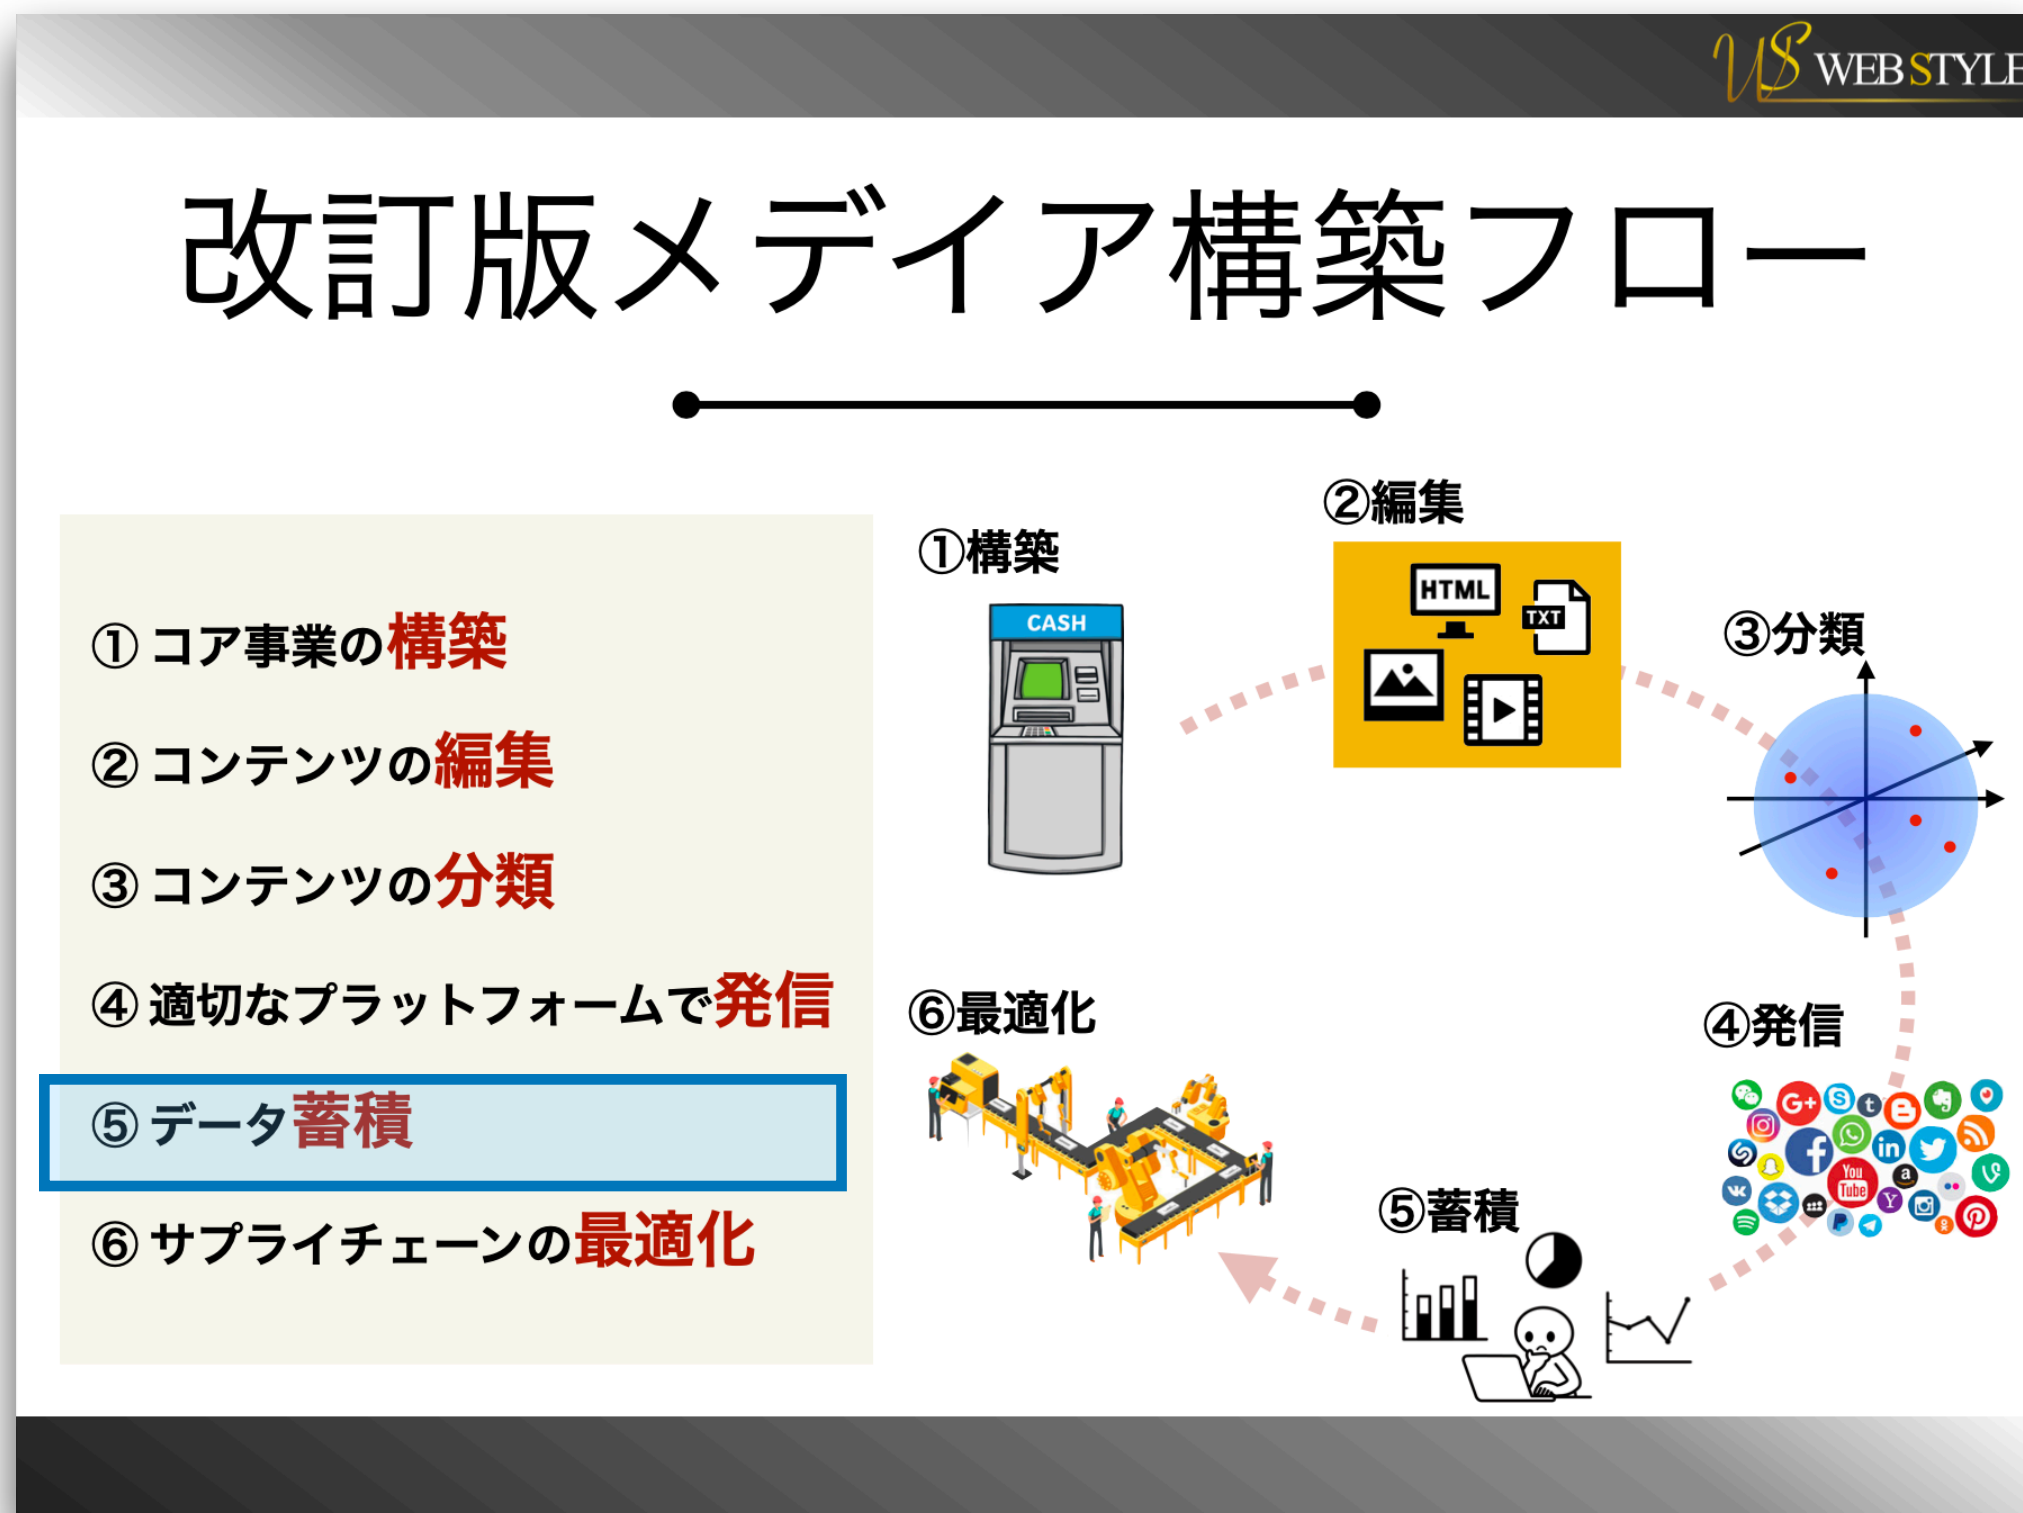 WS WEB STYLE
改訂版メデイア構築フロー
① コア事業の構築
② コンテンツの編集
③ コンテンツの分類
④ 適切なプラットフォームで発信
⑤ データ蓄積
⑥ サプライチェーンの最適化
①構築
CASH
②編集
HTML
TXT
③分類
④発信
G+
You
Tube
in
a
Y
⑤蓄積
⑥最適化